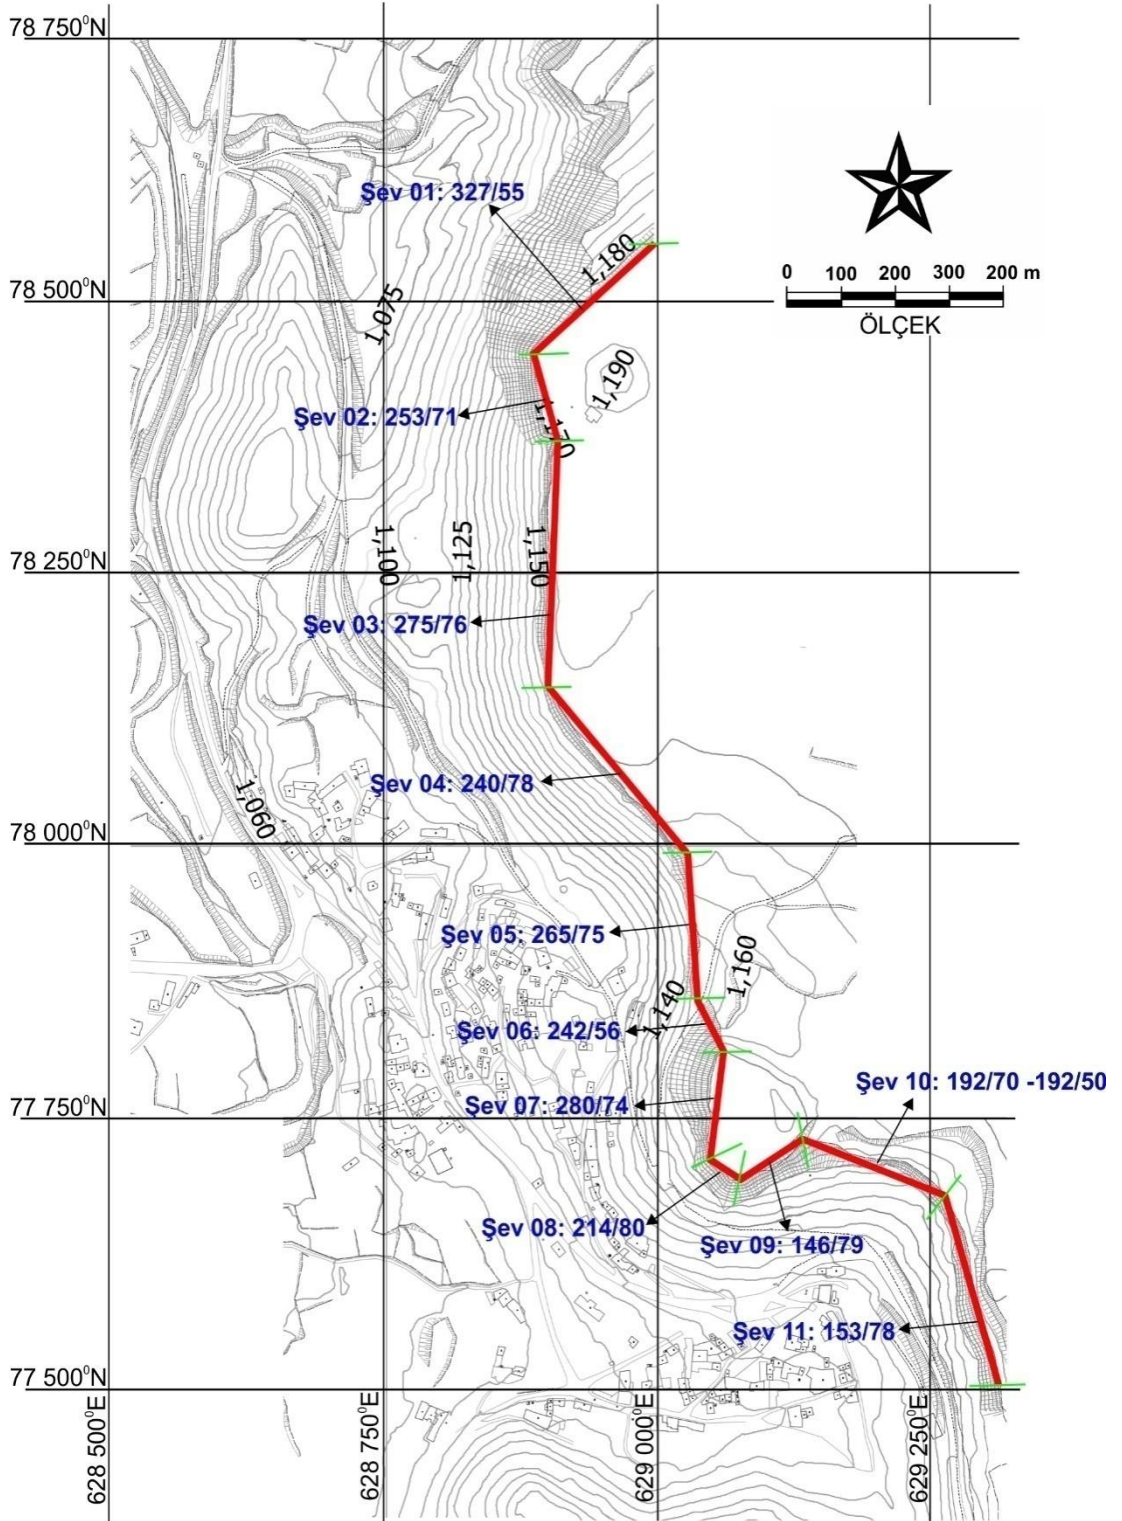 78 750⁰N
Şev 01: 327/55
1,180
0 100 200 300 200 m
ÖLÇEK
78 500⁰N
1,075
1,190
Şev 02: 253/71
1,170
1,100
1,125
1,150
78 250⁰N
Şev 03: 275/76
Şev 04: 240/78
1,060
78 000⁰N
Şev 05: 265/75
1,160
1,140
Şev 06: 242/56
Şev 10: 192/70 -192/50
Şev 07: 280/74
77 750⁰N
Şev 08: 214/80
Şev 09: 146/79
Şev 11: 153/78
77 500⁰N
628 500⁰E
628 750⁰E
629 000⁰E
629 250⁰E